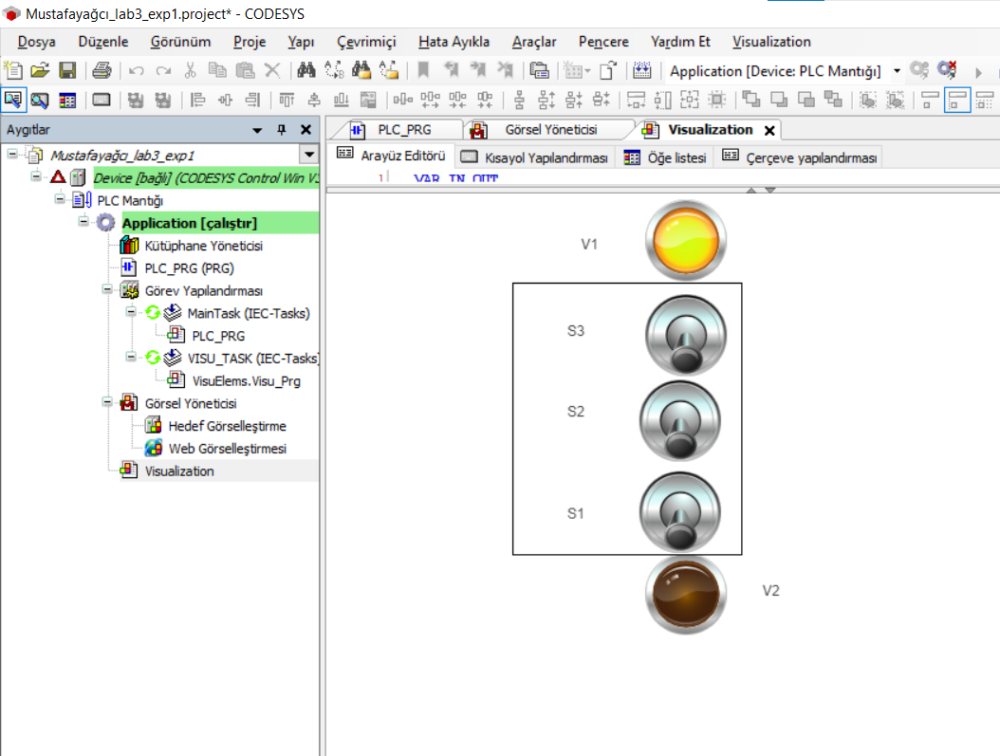 Mustafayağcı_lab3_exp1.project* - CODESYS
Dosya Düzenle Görünüm Proje Yapı Çevrimiçi Hata Ayıkla Araçlar Pencere Yardım Et Visualization
Application [Device: PLC Mantığı]
Aygıtlar
PLC_PRG Görsel Yöneticisi Visualization
Arayüz Editörü Kısayol Yapılandırması Öğe listesi Çerçeve yapılandırması
1 VAR_IN_OUT
Mustafayağcı_lab3_exp1
Device [bağlı] (CODESYS Control Win V3
PLC Mantığı
Application [çalıştır]
Kütüphane Yöneticisi
PLC_PRG (PRG)
Görev Yapılandırması
MainTask (IEC-Tasks)
PLC_PRG
VISU_TASK (IEC-Tasks)
VisuElems.Visu_Prg
Görsel Yöneticisi
Hedef Görselleştirme
Web Görselleştirmesi
Visualization
V1
S3
S2
S1
V2